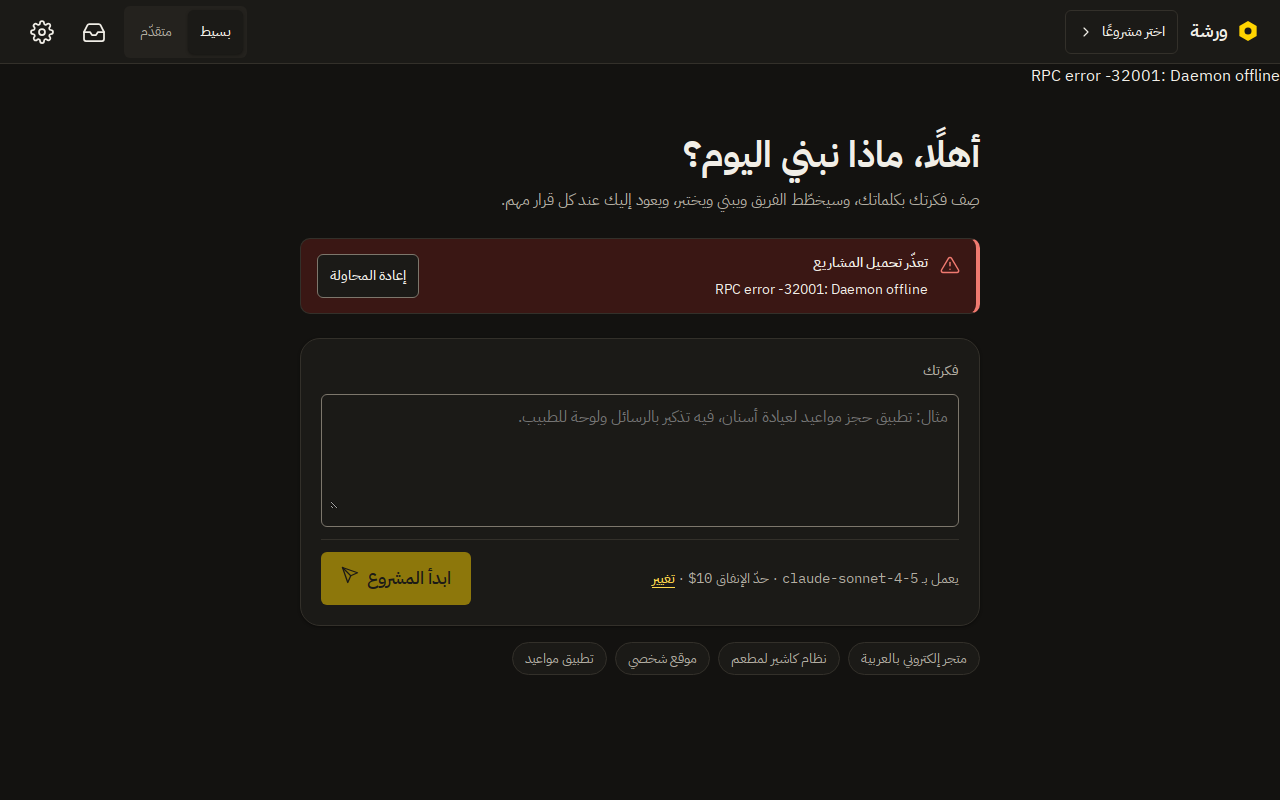 ورشة
اختر مشروعًا
بسيط
متقدّم
RPC error -32001: Daemon offline
أهلًا، ماذا نبني اليوم؟
صِف فكرتك بكلماتك، وسيخطّط الفريق ويبني ويختبر، ويعود إليك عند كل قرار مهم.
تعذّر تحميل المشاريع
RPC error -32001: Daemon offline
إعادة المحاولة
فكرتك
مثال: تطبيق حجز مواعيد لعيادة أسنان، فيه تذكير بالرسائل ولوحة للطبيب.
يعمل بـ claude-sonnet-4-5 · حدّ الإنفاق 10$ · تغيير
ابدأ المشروع
متجر إلكتروني بالعربية
نظام كاشير لمطعم
موقع شخصي
تطبيق مواعيد